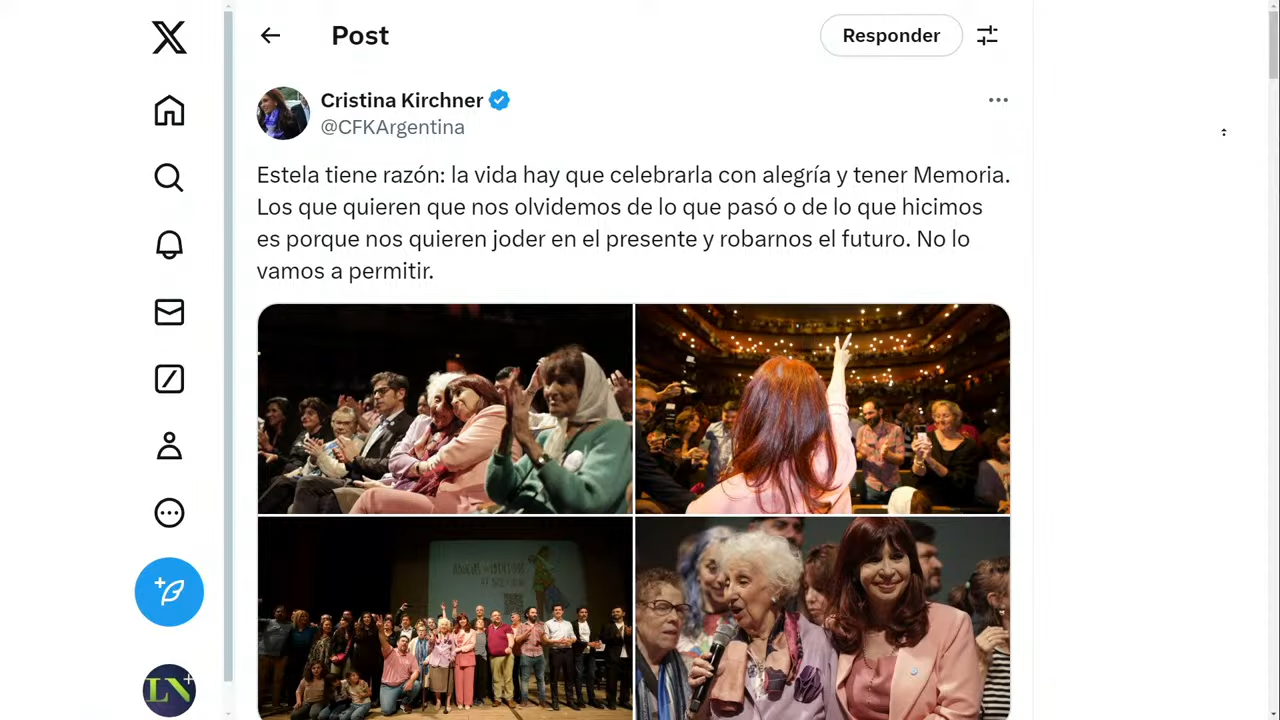 Post
Responder
Cristina Kirchner
@CFKArgentina
Estela tiene razón: la vida hay que celebrarla con alegría y tener Memoria.
Los que quieren que nos olvidemos de lo que pasó o de lo que hicimos
es porque nos quieren joder en el presente y robarnos el futuro. No lo
vamos a permitir.
LN+